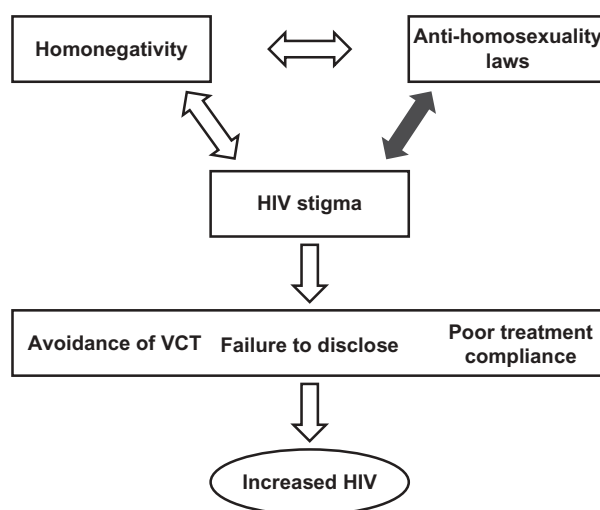 Homonegativity
Anti-homosexuality
laws
HIV stigma
Avoidance of VCT
Failure to disclose
Poor treatment
compliance
Increased HIV